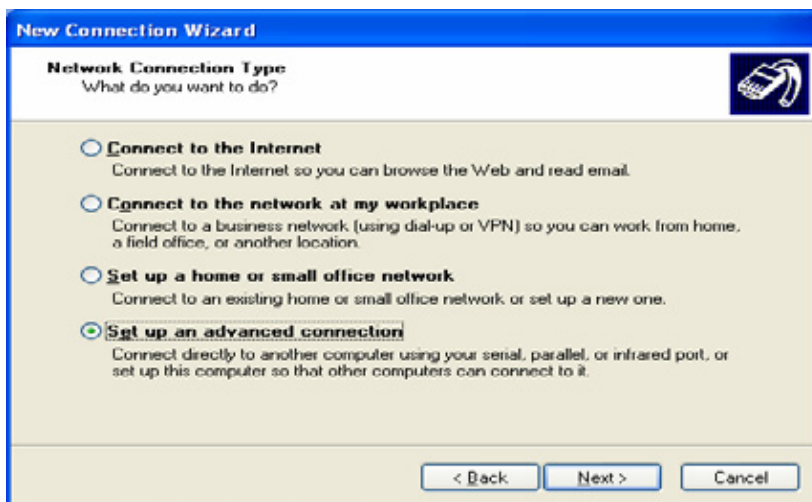 New Connection Wizard
Network Connection Type
What do you want to do?
Connect to the Internet
Connect to the Internet so you can browse the Web and read email.
Connect to the network at my workplace
Connect to a business network (using dial-up or VPN) so you can work from home,
a field office, or another location.
Set up a home or small office network
Connect to an existing home or small office network or set up a new one.
Set up an advanced connection
Connect directly to another computer using your serial, parallel, or infrared port, or
set up this computer so that other computers can connect to it.
< Back Next > Cancel